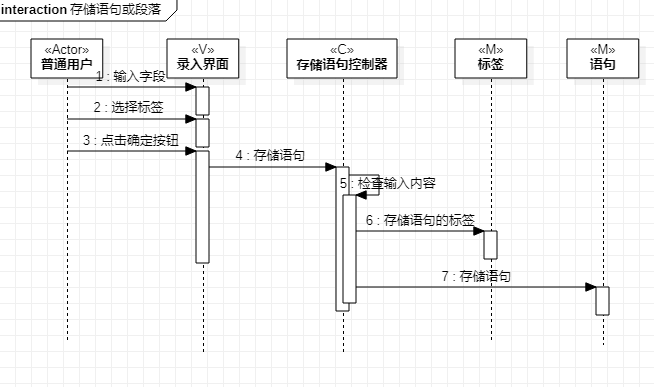 interaction 存储语句或段落
«Actor»
普通用户
«V»
录入界面
«C»
存储语句控制器
«M»
标签
«M»
语句
1 : 输入字段
2 : 选择标签
3 : 点击确定按钮
4 : 存储语句
5 : 检查输入内容
6 : 存储语句的标签
7 : 存储语句